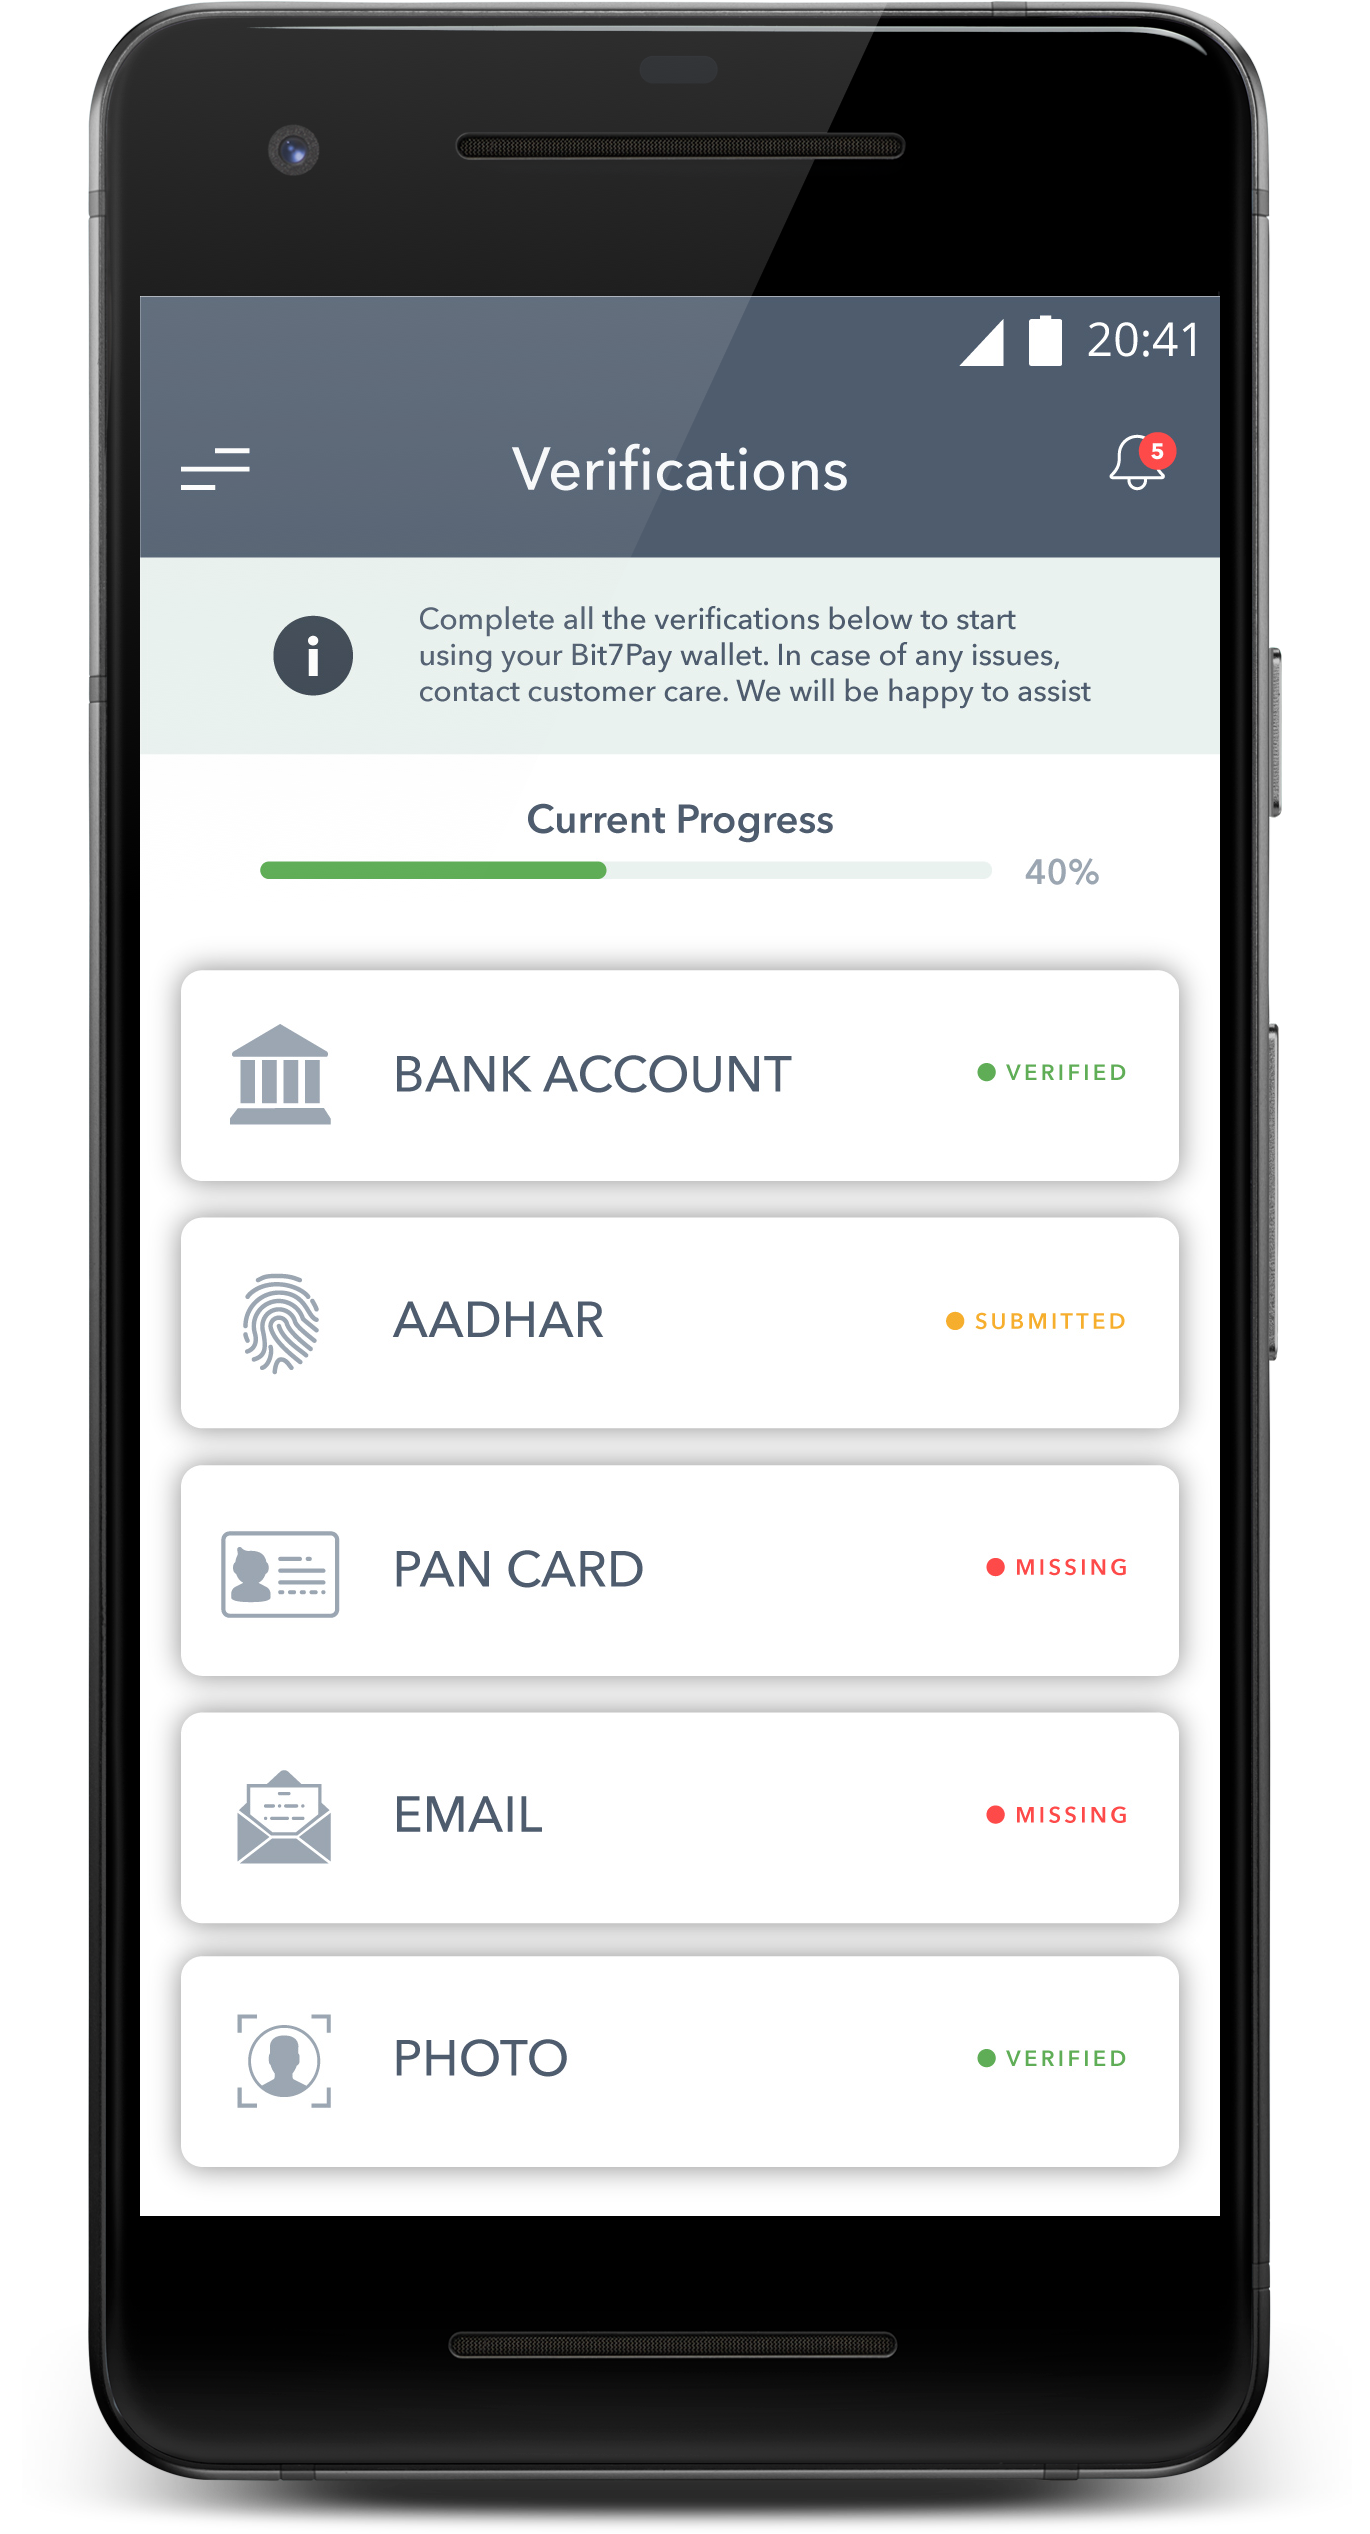 20:41
Verifications
5
Complete all the verifications below to start
using your Bit7Pay wallet. In case of any issues,
contact customer care. We will be happy to assist
Current Progress
40%
BANK ACCOUNT
VERIFIED
AADHAR
SUBMITTED
PAN CARD
MISSING
EMAIL
MISSING
PHOTO
VERIFIED